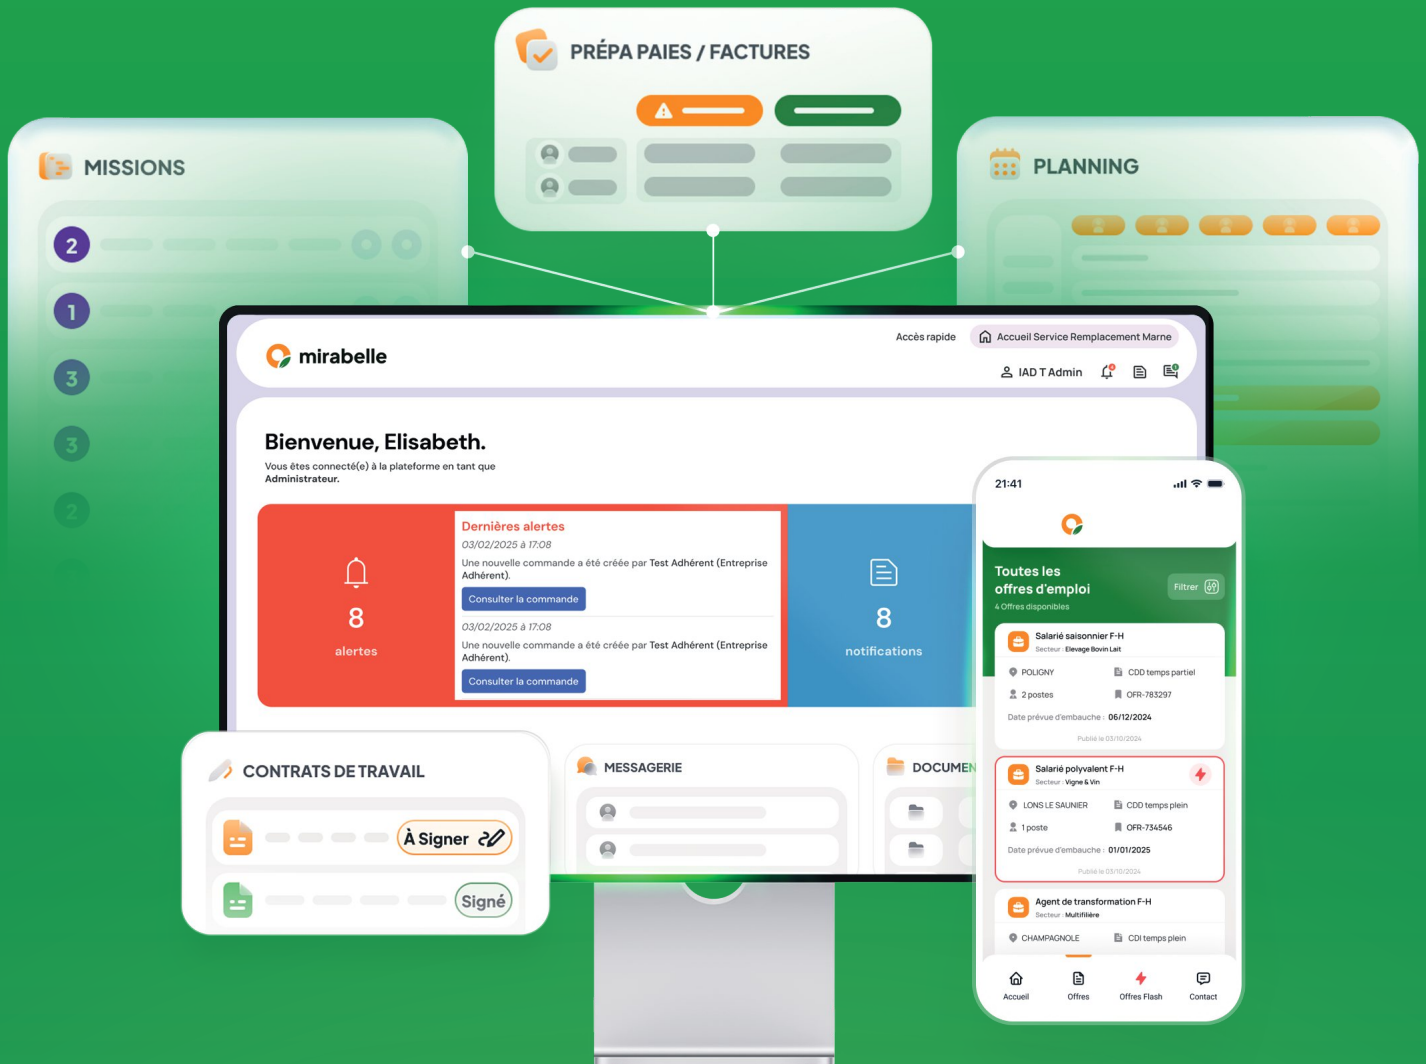 PRÉPA PAIES / FACTURES
MISSIONS
2
1
3
3
2
PLANNING
mirabelle
Accès rapide
Accueil Service Remplacement Marne
IAD T Admin
Bienvenue, Elisabeth.
Vous êtes connecté(e) à la plateforme en tant que
Administrateur.
8
alertes
Dernières alertes
03/02/2025 à 17:08
Une nouvelle commande a été créée par Test Adhérent (Entreprise
Adhérent).
Consulter la commande
03/02/2025 à 17:08
Une nouvelle commande a été créée par Test Adhérent (Entreprise
Adhérent).
Consulter la commande
8
notifications
CONTRATS DE TRAVAIL
À Signer
Signé
MESSAGERIE
DOCUMEN
21:41
Toutes les
offres d'emploi
4 Offres disponibles
Filtrer
Salarié saisonnier F-H
Secteur : Elevage Bovin Lait
POLIGNY
CDD temps partiel
2 postes
OFR-783297
Date prévue d'embauche : 06/12/2024
Publié le 03/10/2024
Salarié polyvalent F-H
Secteur : Vigne & Vin
LONS LE SAUNIER
CDD temps plein
1 poste
OFR-734546
Date prévue d'embauche : 01/01/2025
Publié le 03/10/2024
Agent de transformation F-H
Secteur : Multifilière
CHAMPAGNOLE
CDI temps plein
Accueil
Offres
Offres Flash
Contact